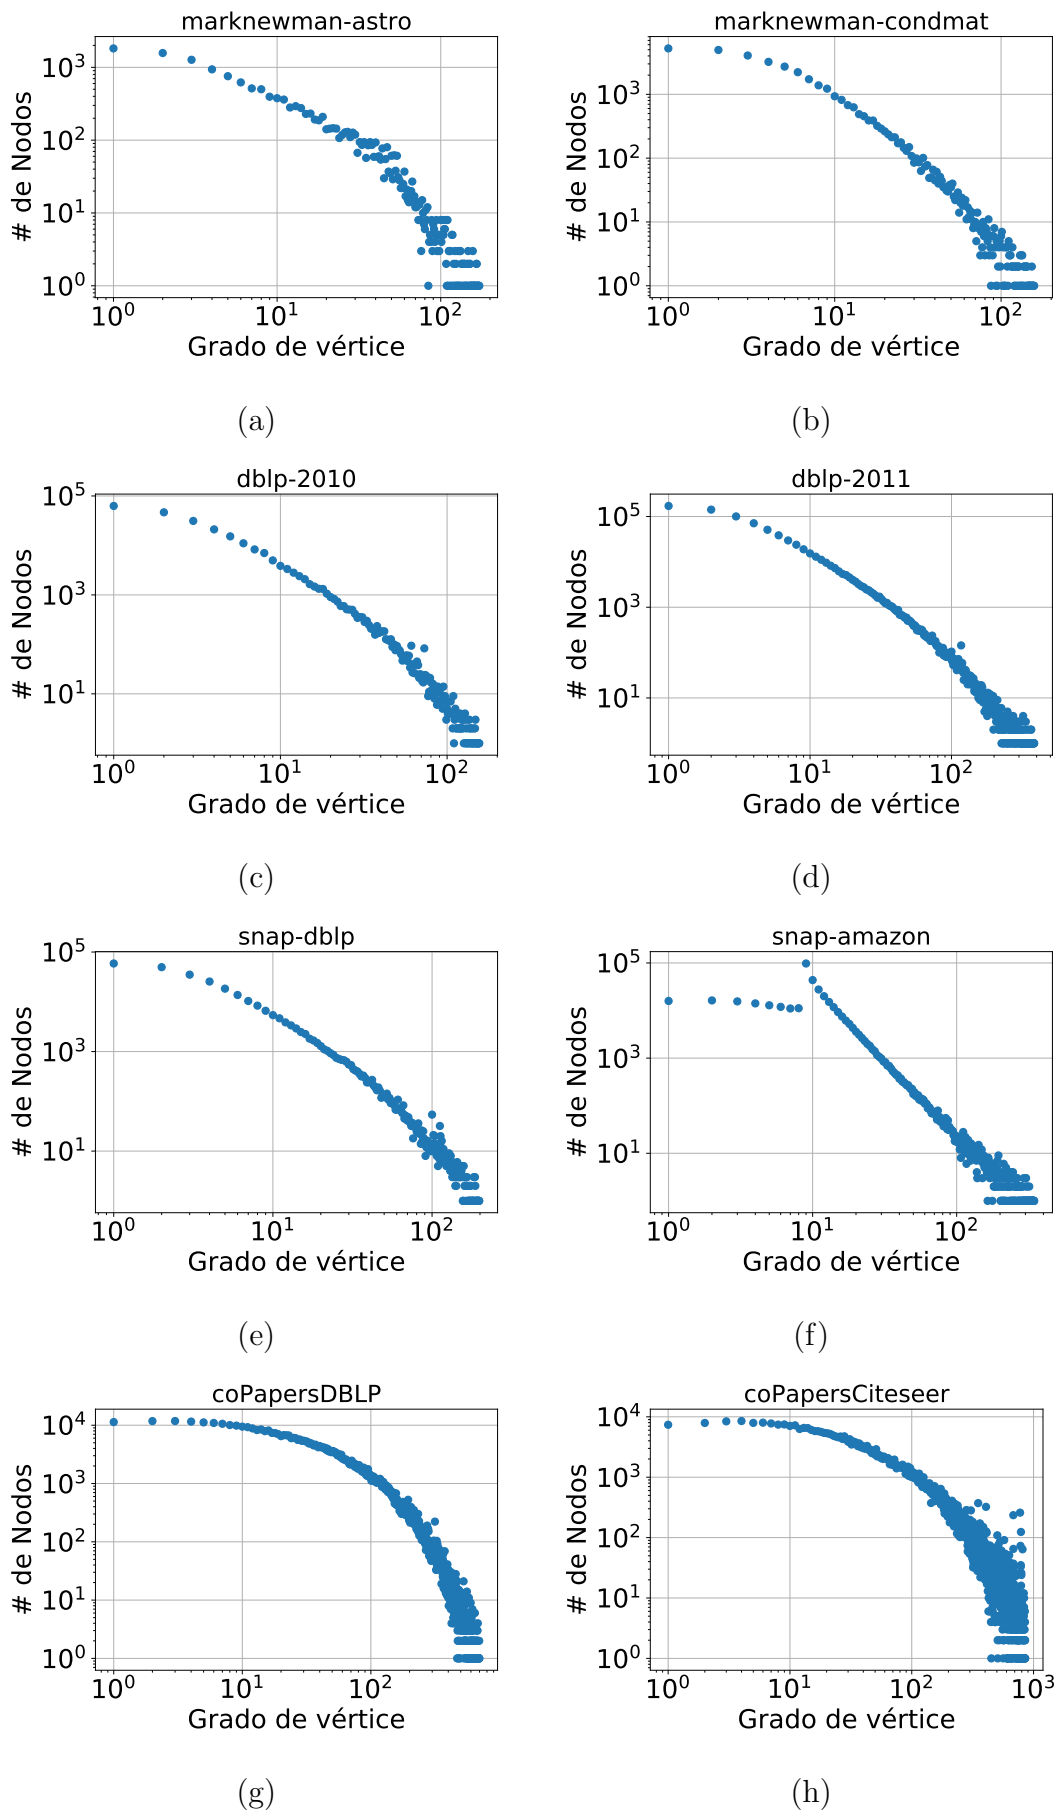 marknewman-astro
10^3
10^2
10^1
10^0
# de Nodos
10^0 10^1 10^2
Grado de vértice
(a)
marknewman-condmat
10^3
10^2
10^1
10^0
# de Nodos
10^0 10^1 10^2
Grado de vértice
(b)
dblp-2010
10^5
10^3
10^1
# de Nodos
10^0 10^1 10^2
Grado de vértice
(c)
dblp-2011
10^5
10^3
10^1
# de Nodos
10^0 10^1 10^2
Grado de vértice
(d)
snap-dblp
10^5
10^3
10^1
# de Nodos
10^0 10^1 10^2
Grado de vértice
(e)
snap-amazon
10^5
10^3
10^1
# de Nodos
10^0 10^1 10^2
Grado de vértice
(f)
coPapersDBLP
10^4
10^3
10^2
10^1
10^0
# de Nodos
10^0 10^1 10^2
Grado de vértice
(g)
coPapersCiteseer
10^4
10^3
10^2
10^1
10^0
# de Nodos
10^0 10^1 10^2 10^3
Grado de vértice
(h)